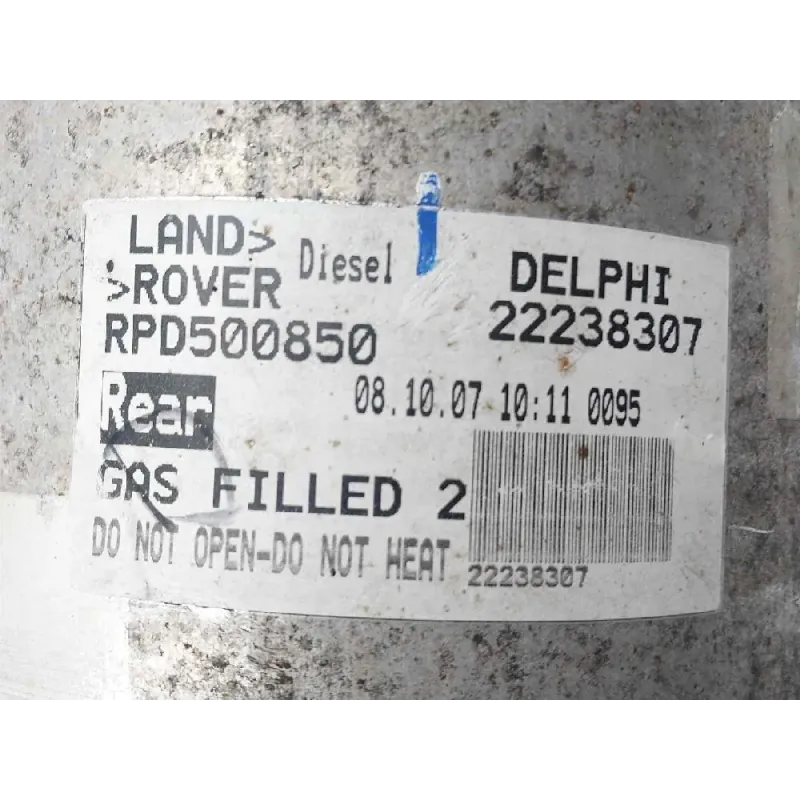 LAND> Diesel DELPHI
>ROVER 22238307
RPD500850
Rear 08.10.07 10:11 0095
GAS FILLED 2
DO NOT OPEN-DO NOT HEAT 22238307